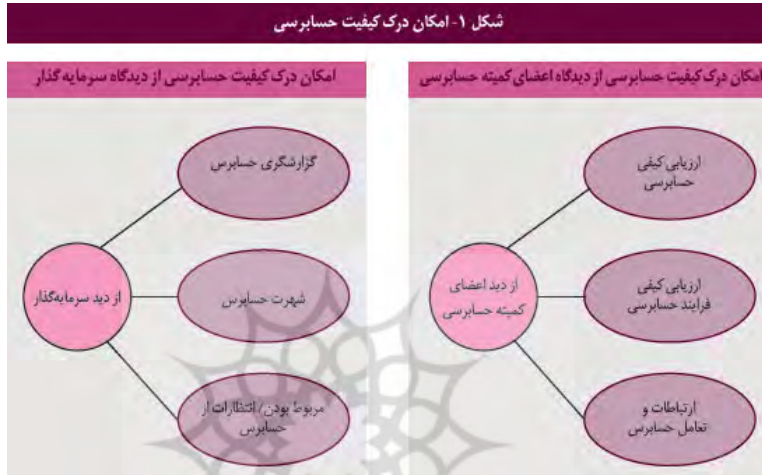 شکل ۱- امکان درک کیفیت حسابرسی
امکان درک کیفیت حسابرسی از دیدگاه اعضای کمیته حسابرسی
ارزیابی کیفی
حسابرسی
از دید اعضای
کمیته حسابرسی
ارزیابی کیفی
فرایند حسابرسی
ارتباطات و
تعامل حسابرس
امکان درک کیفیت حسابرسی از دیدگاه سرمایه گذار
گزارشگری حسابرس
از دید سرمایه‌گذار
شهرت حسابرس
مربوط بودن/ انتظارات از
حسابرس